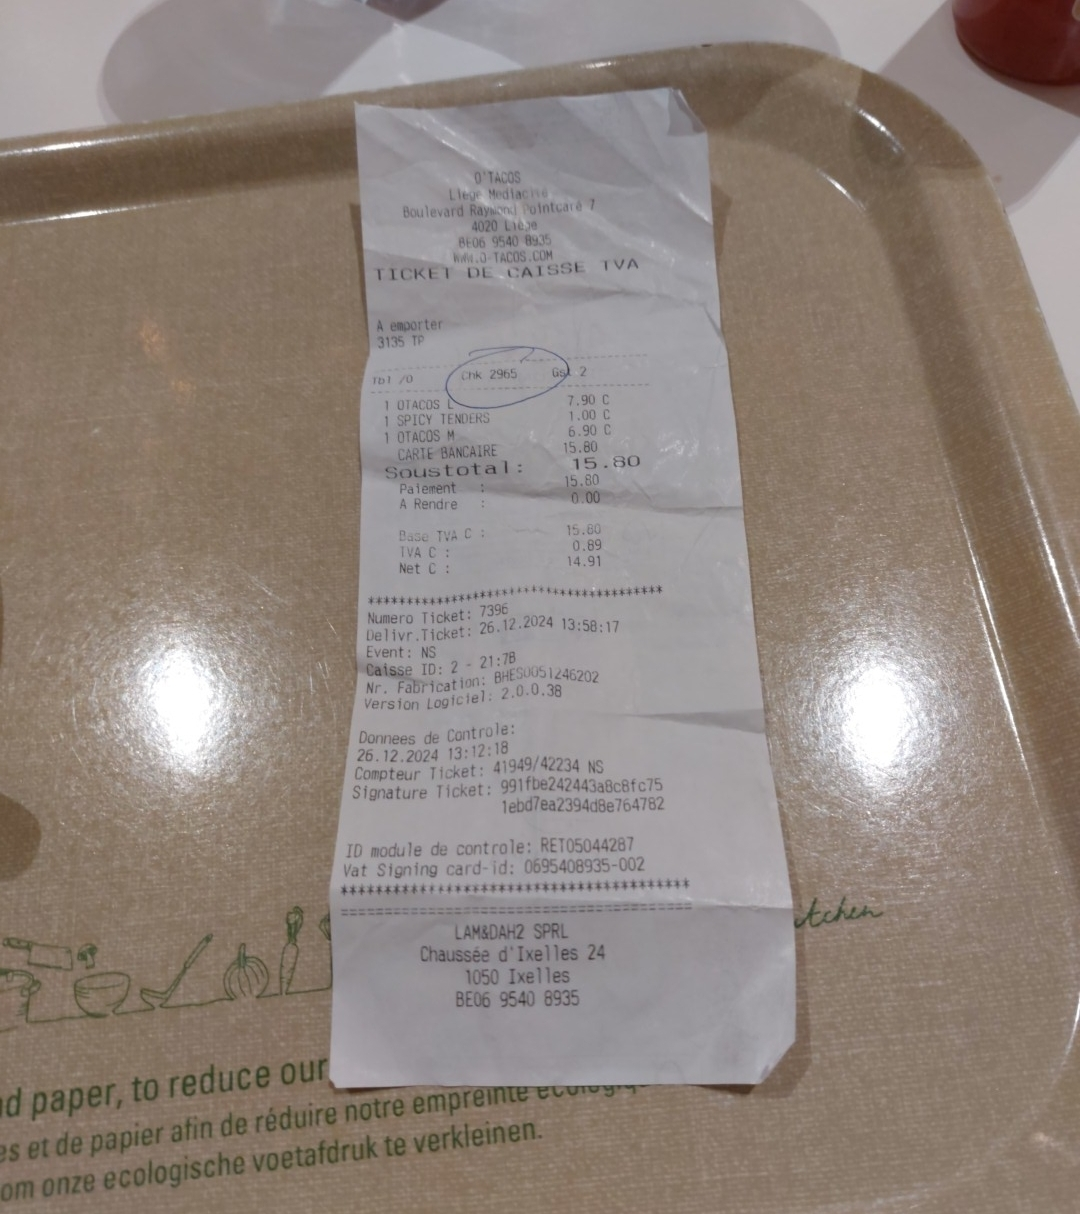 O'TACOS
Liege Mediacite
Boulevard Raymond Pointcaré 7
4020 Liège
BE06 9540 8935
WWW.O-TACOS.COM
TICKET DE CAISSE TVA
A emporter
3135 TP
Tbl /0 Chk 2965 Gst 2
1 OTACOS L 7.90 C
1 SPICY TENDERS 1.00 C
1 OTACOS M 6.90 C
CARTE BANCAIRE 15.80
Soustotal: 15.80
Paiement : 15.80
A Rendre : 0.00
Base TVA C : 15.80
TVA C : 0.89
Net C : 14.91
****************************************
Numero Ticket: 7396
Delivr.Ticket: 26.12.2024 13:58:17
Event: NS
Caisse ID: 2 - 21:7B
Nr. Fabrication: BHES0051246202
Version Logiciel: 2.0.0.38
Donnees de Controle:
26.12.2024 13:12:18
Compteur Ticket: 41949/42234 NS
Signature Ticket: 991fbe242443a8c8fc75
1ebd7ea2394d8e764782
ID module de controle: RET05044287
Vat Signing card-id: 0695408935-002
****************************************
========================================
LAM&DAH2 SPRL
Chaussée d'Ixelles 24
1050 Ixelles
BE06 9540 8935
tchen
nd paper, to reduce our
es et de papier afin de réduire notre empreinte écologiq
om onze ecologische voetafdruk te verkleinen.